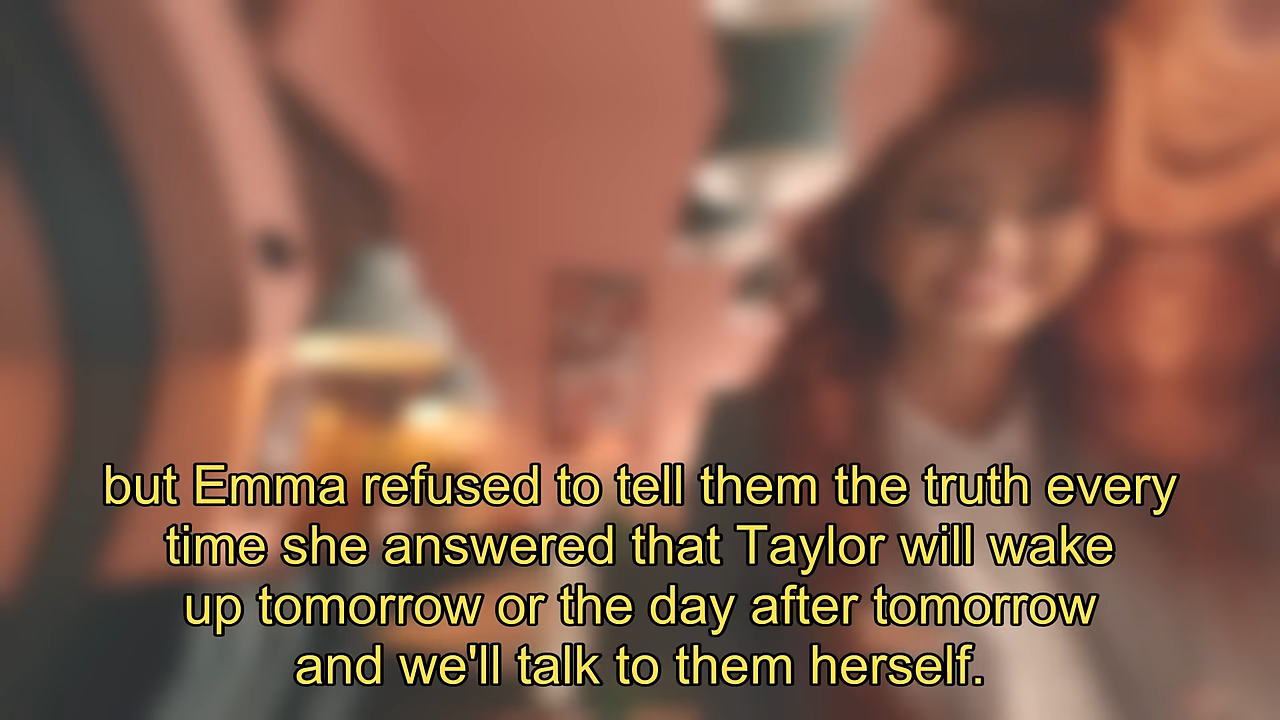 but Emma refused to tell them the truth every
time she answered that Taylor will wake
up tomorrow or the day after tomorrow
and we'll talk to them herself.